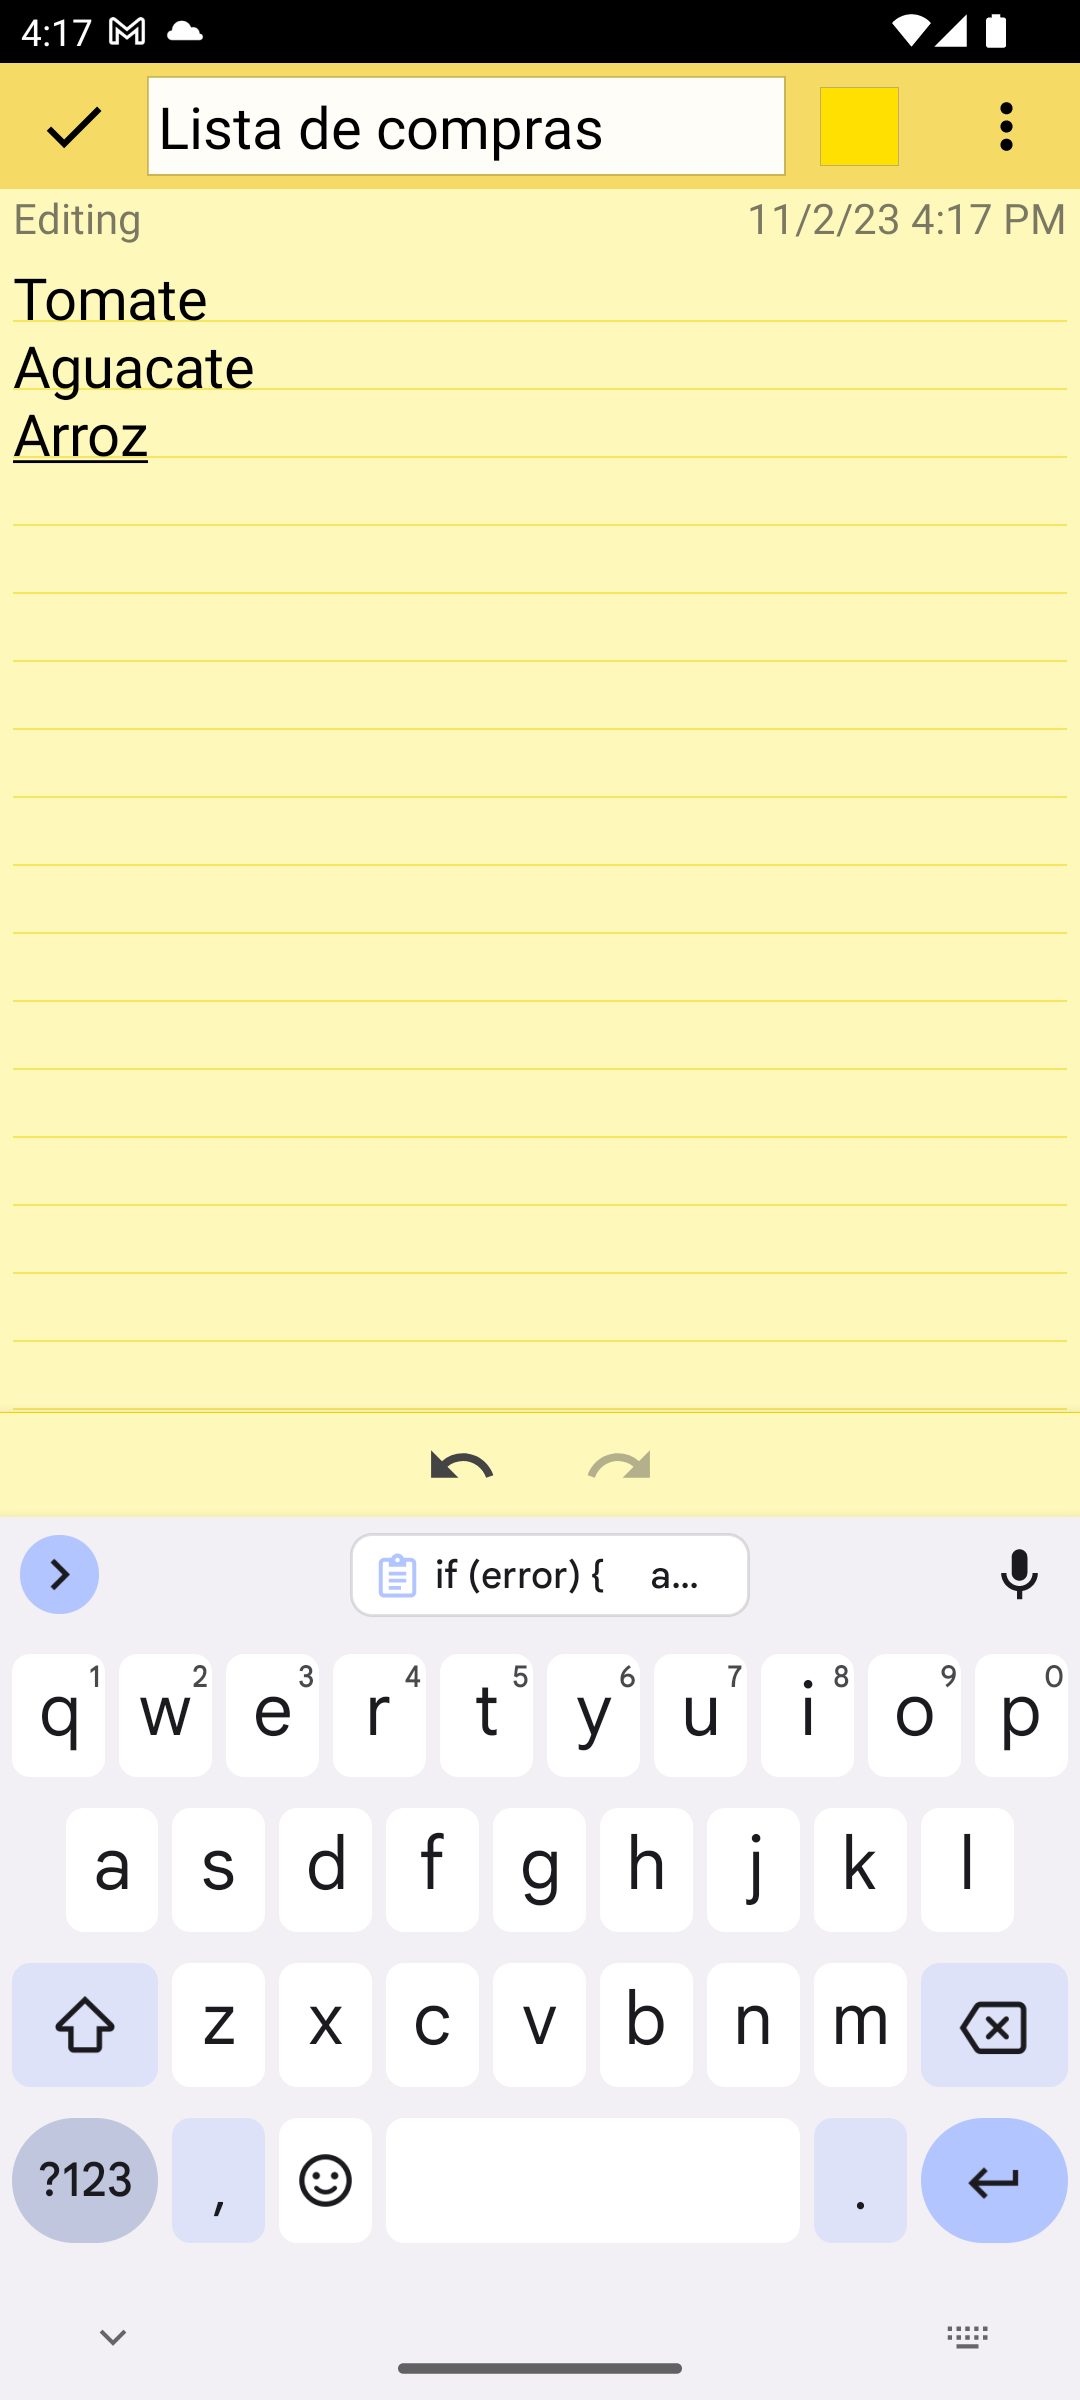 4:17
Lista de compras
Editing 11/2/23 4:17 PM
Tomate
Aguacate
Arroz
if (error) { a...
q 1 w 2 e 3 r 4 t 5 y 6 u 7 i 8 o 9 p 0
a s d f g h j k l
z x c v b n m
?123 , .